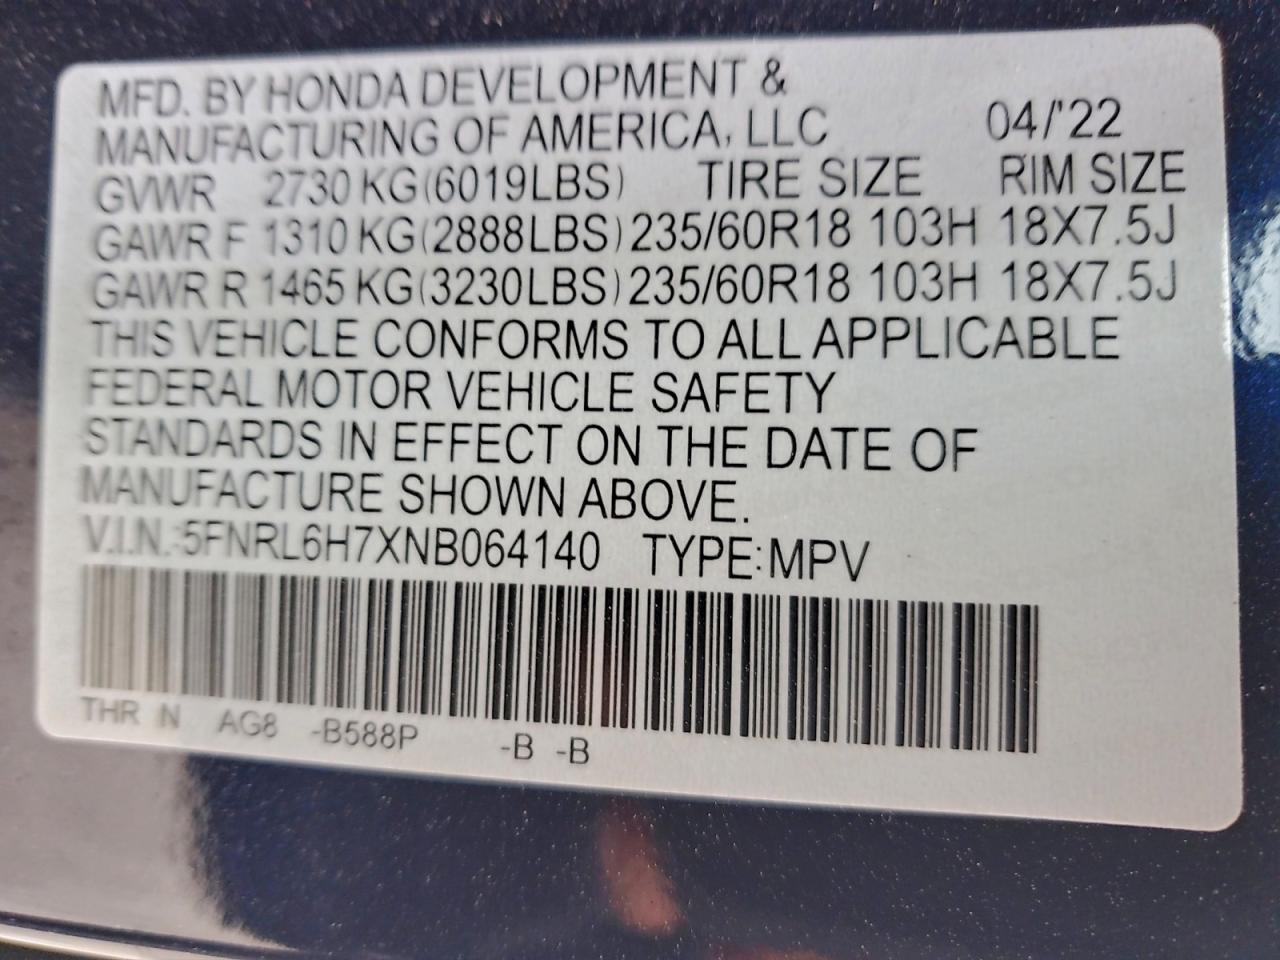 MFD. BY HONDA DEVELOPMENT &
MANUFACTURING OF AMERICA, LLC 04/'22
GVWR 2730 KG(6019LBS) TIRE SIZE RIM SIZE
GAWR F 1310 KG(2888LBS) 235/60R18 103H 18X7.5J
GAWR R 1465 KG(3230LBS) 235/60R18 103H 18X7.5J
THIS VEHICLE CONFORMS TO ALL APPLICABLE
FEDERAL MOTOR VEHICLE SAFETY
STANDARDS IN EFFECT ON THE DATE OF
MANUFACTURE SHOWN ABOVE.
V.I.N.:5FNRL6H7XNB064140 TYPE:MPV
THR N AG8 -B588P -B -B